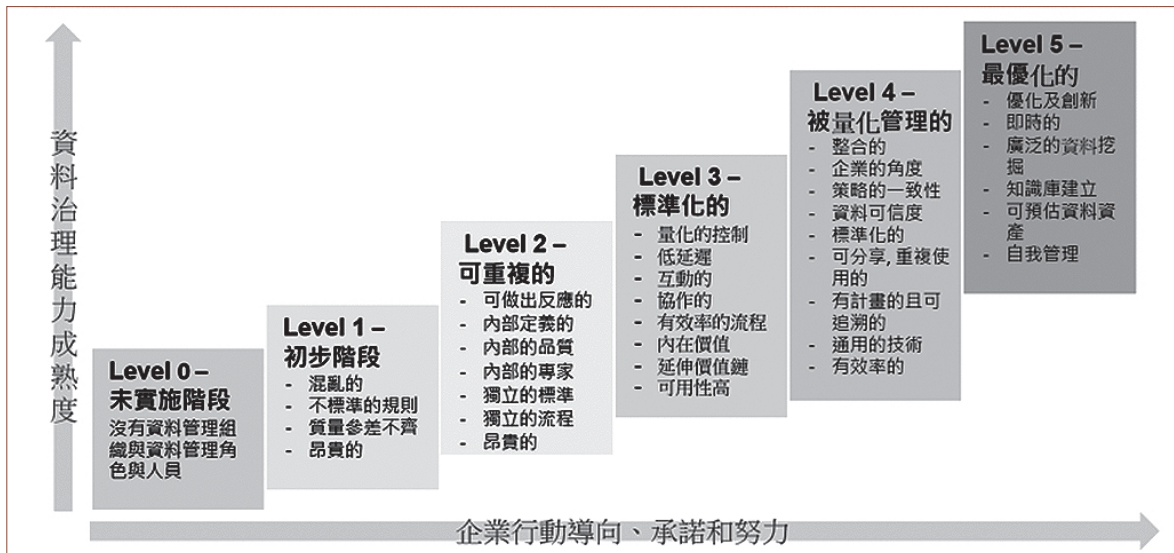 資料治理能力成熟度
Level 0 –
未實施階段
沒有資料管理組
織與資料管理角
色與人員
Level 1 –
初步階段
- 混亂的
- 不標準的規則
- 質量參差不齊
- 昂貴的
Level 2 –
可重複的
- 可做出反應的
- 內部定義的
- 內部的品質
- 內部的專家
- 獨立的標準
- 獨立的流程
- 昂貴的
Level 3 –
標準化的
- 量化的控制
- 低延遲
- 互動的
- 協作的
- 有效率的流程
- 內在價值
- 延伸價值鏈
- 可用性高
Level 4 –
被量化管理的
- 整合的
- 企業的角度
- 策略的一致性
- 資料可信度
- 標準化的
- 可分享, 重複使
用的
- 有計畫的且可
追溯的
- 通用的技術
- 有效率的
Level 5 –
最優化的
- 優化及創新
- 即時的
- 廣泛的資料挖
掘
- 知識庫建立
- 可預估資料資
產
- 自我管理
企業行動導向、承諾和努力